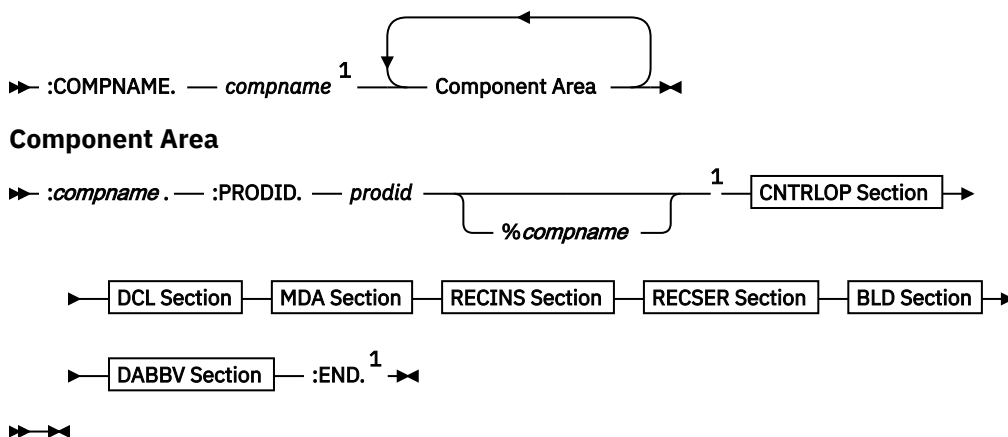 :COMPNAME. compname 1 Component Area
Component Area
:compname . :PRODID. prodid 1 CNTRLOP Section
%compname
DCL Section MDA Section RECINS Section RECSER Section BLD Section
DABBV Section :END. 1